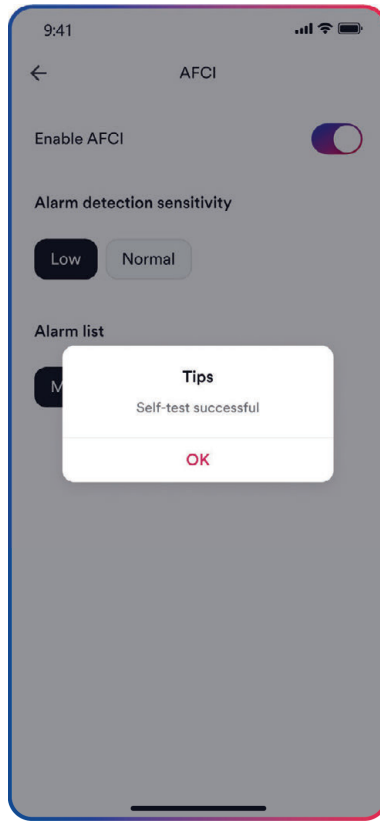 9:41
AFCI
Enable AFCI
Alarm detection sensitivity
Low Normal
Alarm list
Tips
Self-test successful
OK